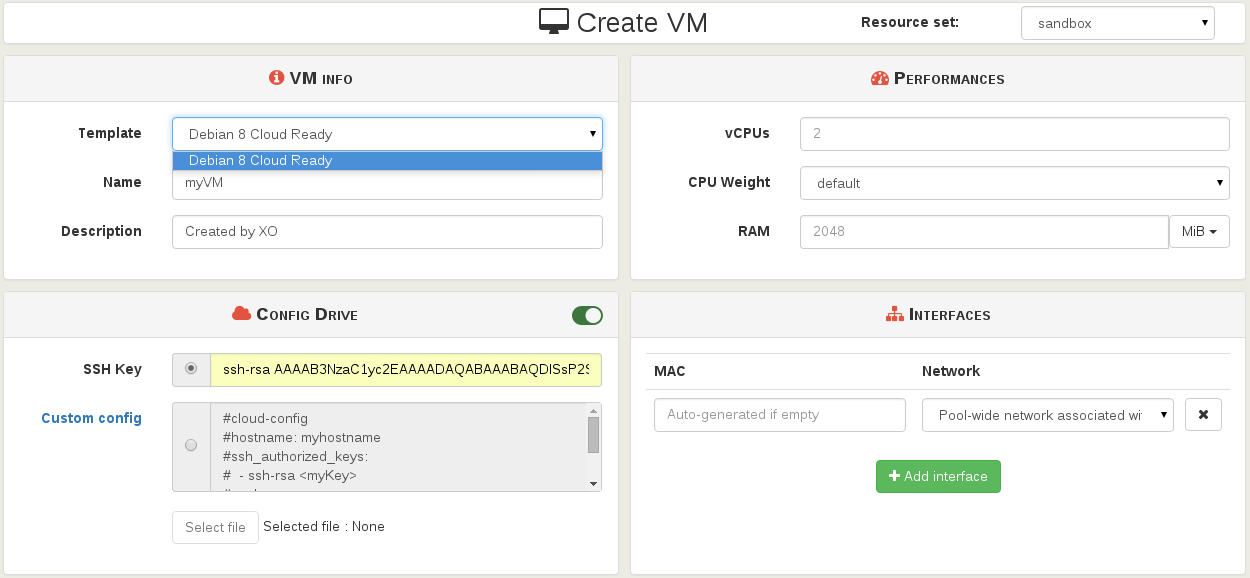 Create VM
Resource set:
sandbox
VM info
Template
Debian 8 Cloud Ready
Debian 8 Cloud Ready
Name
myVM
Description
Created by XO
Performances
vCPUs
2
CPU Weight
default
RAM
2048
MiB
Config Drive
SSH Key
ssh-rsa AAAAB3NzaC1yc2EAAAADAQABAAABAQDISsP2S
Custom config
#cloud-config
#hostname: myhostname
#ssh_authorized_keys:
# - ssh-rsa <myKey>
Select file
Selected file : None
Interfaces
MAC
Network
Auto-generated if empty
Pool-wide network associated wi
Add interface